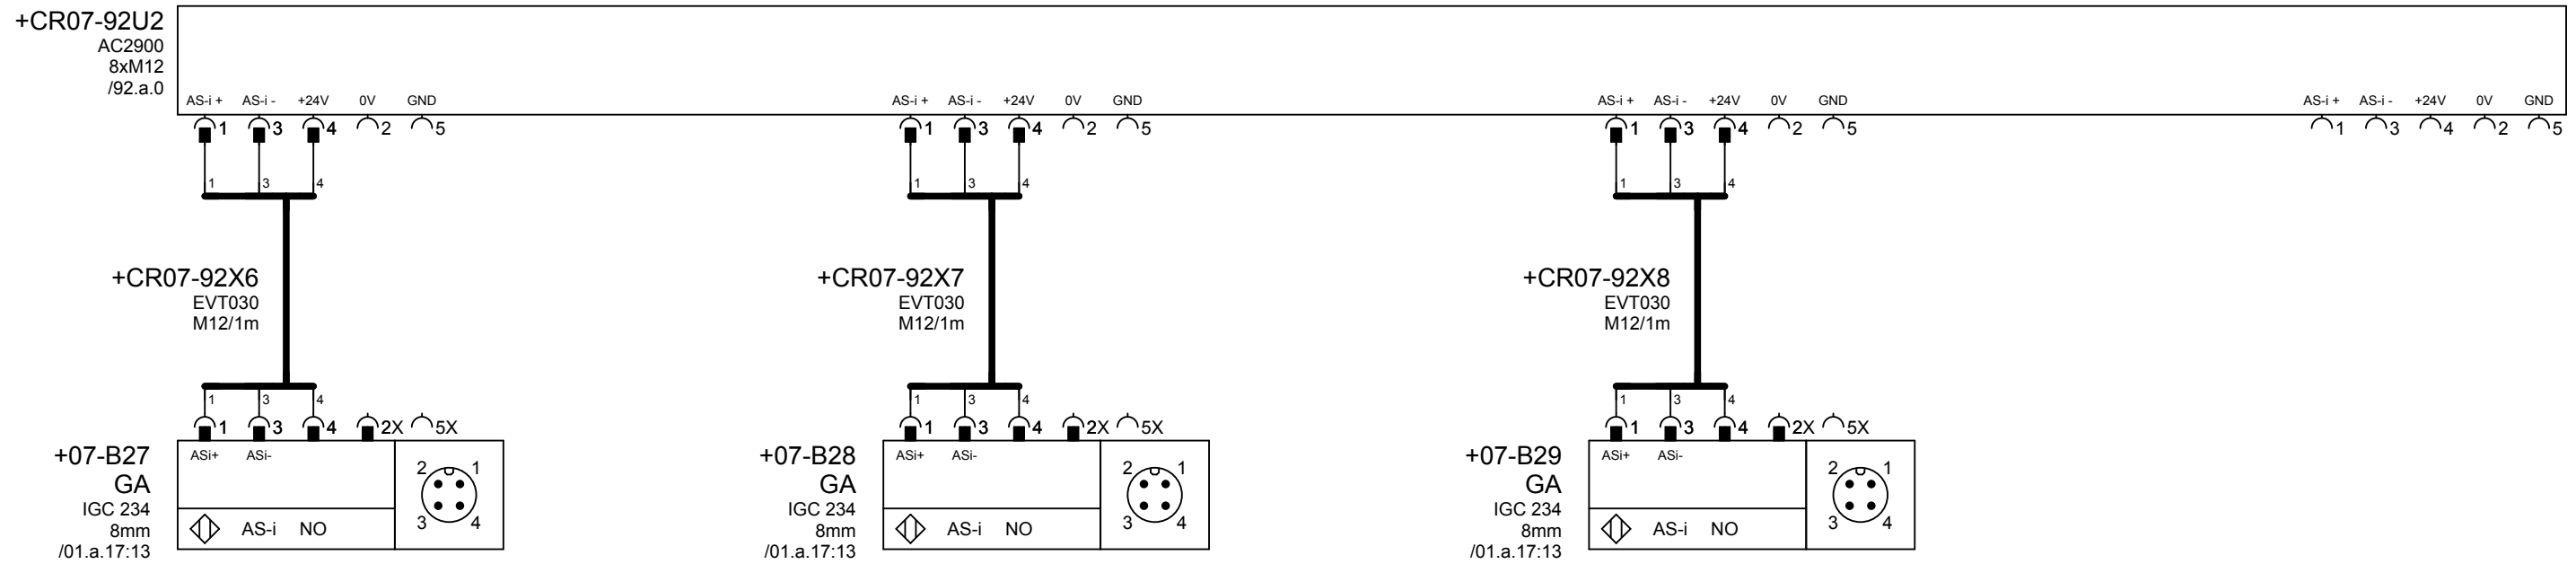 +CR07-92U2
AC2900
8xM12
/92.a.0
AS-i + AS-i - +24V 0V GND AS-i + AS-i - +24V 0V GND AS-i + AS-i - +24V 0V GND AS-i + AS-i - +24V 0V GND
1 3 4 2 5 1 3 4 2 5 1 3 4 2 5 1 3 4 2 5
1 3 4 1 3 4 1 3 4
+CR07-92X6 +CR07-92X7 +CR07-92X8
EVT030 EVT030 EVT030
M12/1m M12/1m M12/1m
1 3 4 1 3 4 1 3 4
1 3 4 2X 5X 1 3 4 2X 5X 1 3 4 2X 5X
+07-B27 ASi+ ASi- +07-B28 ASi+ ASi- +07-B29 ASi+ ASi-
2 1 2 1 2 1
GA GA GA
IGC 234 IGC 234 IGC 234
3 4 3 4 3 4
8mm AS-i NO 8mm AS-i NO 8mm AS-i NO
/01.a.17:13 /01.a.17:13 /01.a.17:13